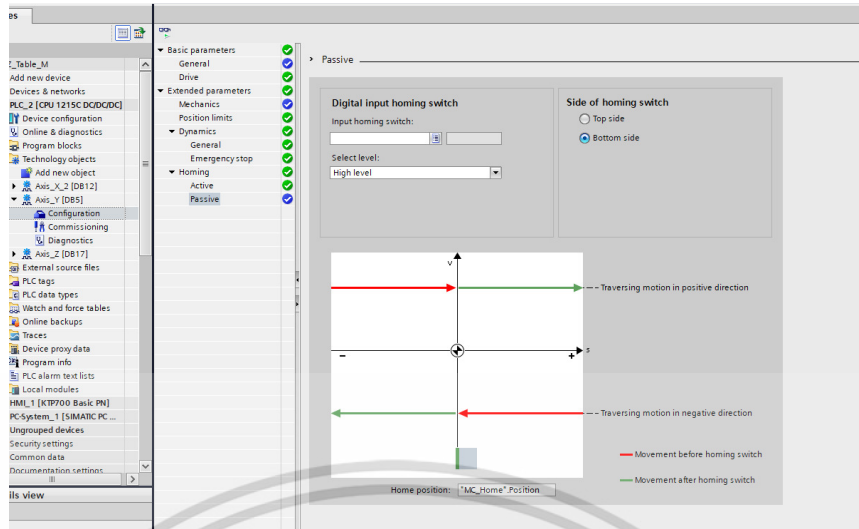 es
Z_Table_M
Add new device
Devices & networks
PLC_2 [CPU 1215C DC/DC/DC]
Device configuration
Online & diagnostics
Program blocks
Technology objects
Add new object
Axis_X_2 [DB12]
Axis_Y [DB5]
Configuration
Commissioning
Diagnostics
Axis_Z [DB17]
External source files
PLC tags
PLC data types
Watch and force tables
Online backups
Traces
Device proxy data
Program info
PLC alarm text lists
Local modules
HMI_1 [KTP700 Basic PN]
PC-System_1 [SIMATIC PC ...
Ungrouped devices
Security settings
Common data
Documentation settings
ils view
Basic parameters
General
Drive
Extended parameters
Mechanics
Position limits
Dynamics
General
Emergency stop
Homing
Active
Passive
Passive
Digital input homing switch
Input homing switch:
Select level:
High level
Side of homing switch
Top side
Bottom side
v
Traversing motion in positive direction
s
– +
Traversing motion in negative direction
Movement before homing switch
Movement after homing switch
Home position: "MC_Home".Position